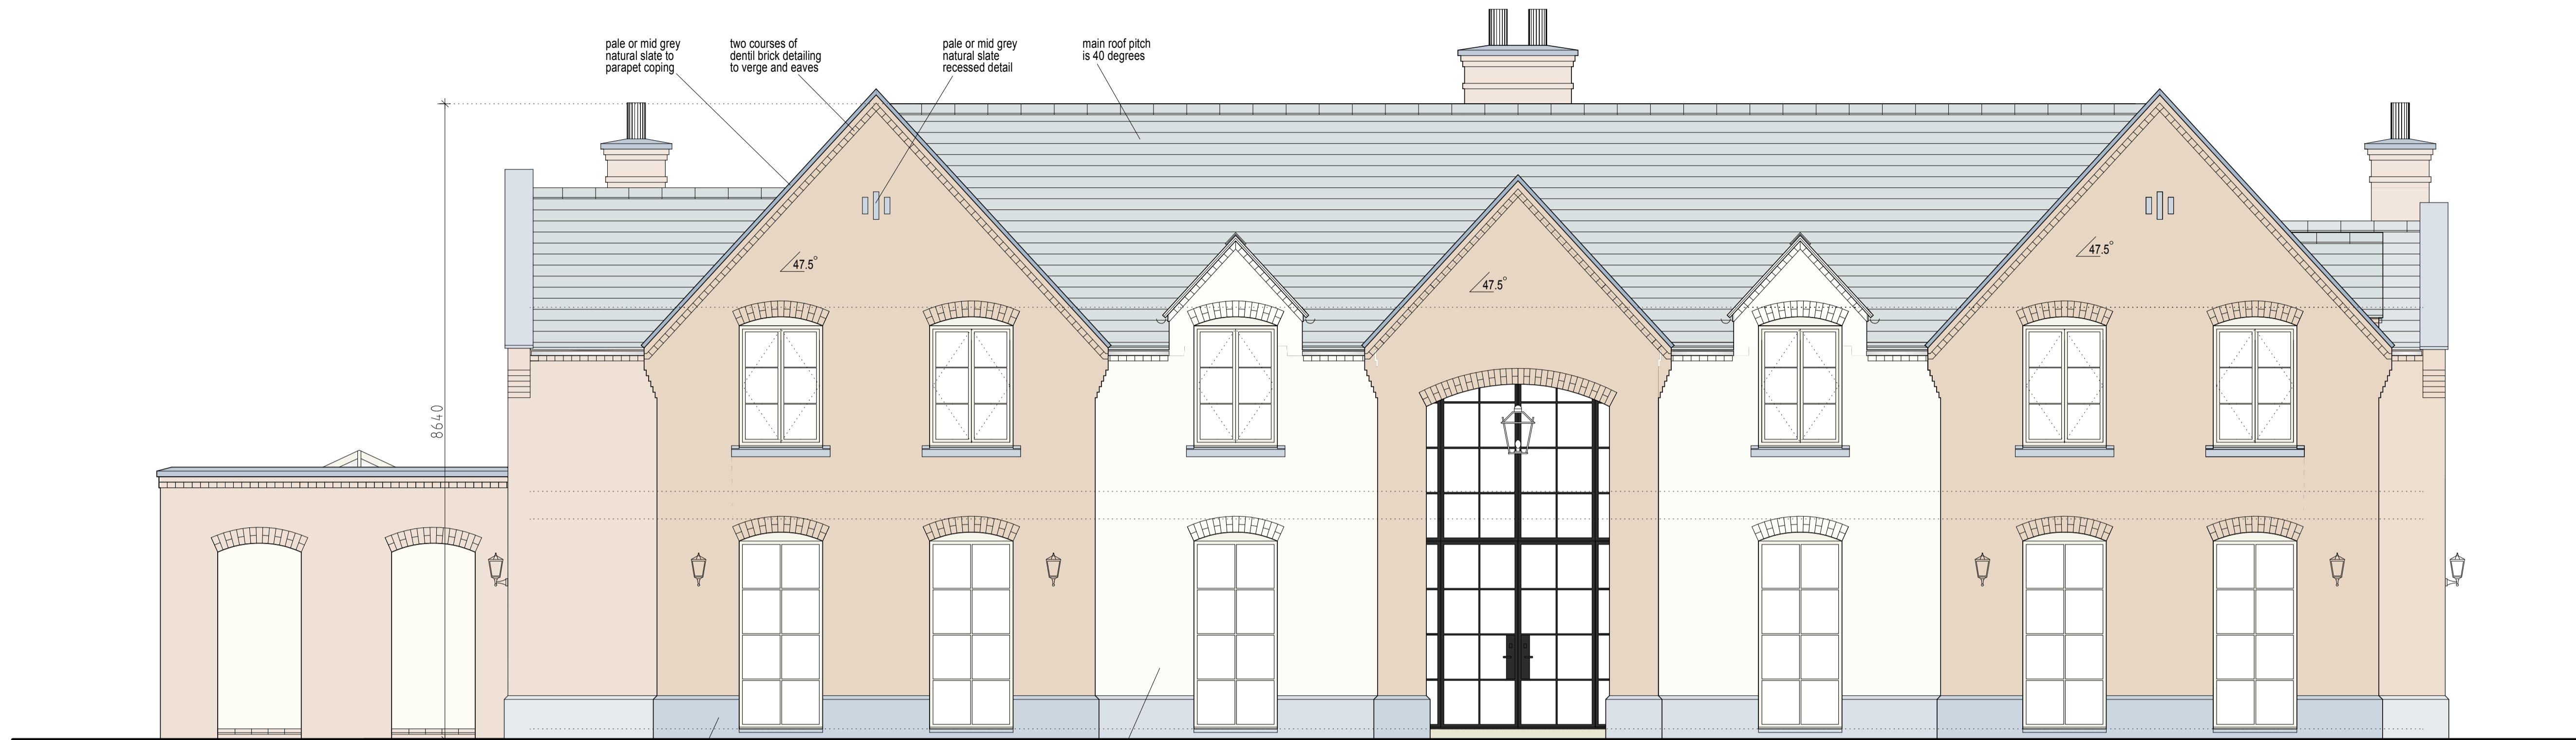 pale or mid grey
natural slate to
parapet coping
two courses of
dentil brick detailing
to verge and eaves
pale or mid grey
natural slate
recessed detail
main roof pitch
is 40 degrees
47.5°
47.5°
47.5°
8640